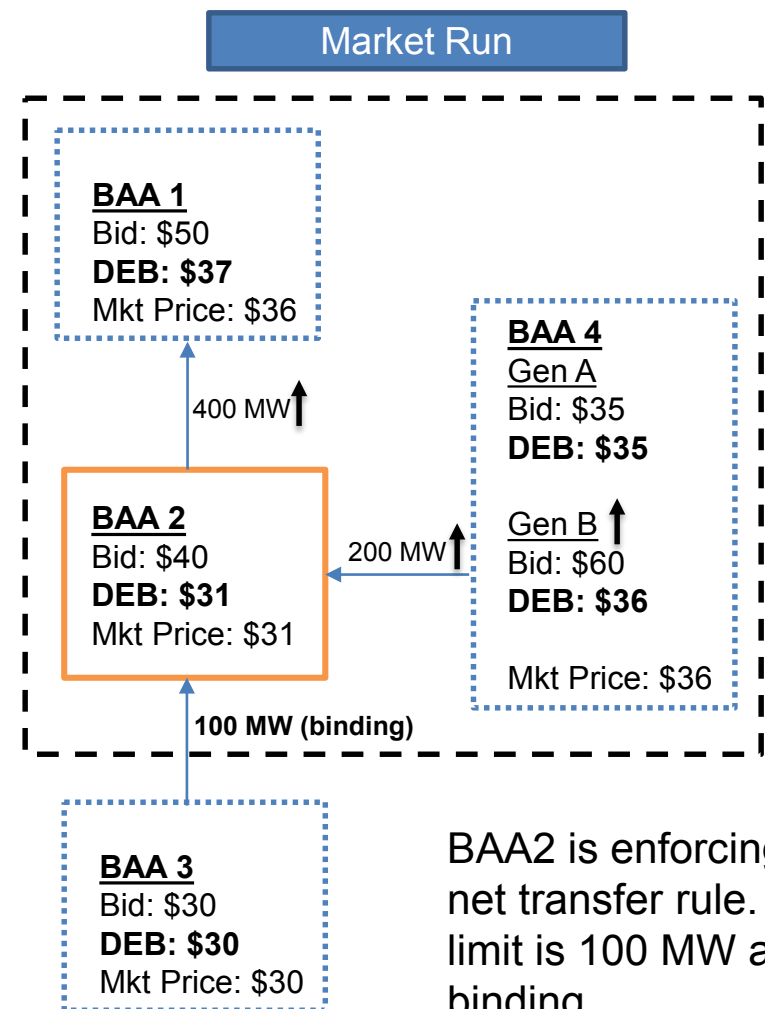 Market Run
BAA 1
Bid: $50
DEB: $37
Mkt Price: $36
400 MW
BAA 2
Bid: $40
DEB: $31
Mkt Price: $31
200 MW
BAA 4
Gen A
Bid: $35
DEB: $35
Gen B
Bid: $60
DEB: $36
Mkt Price: $36
100 MW (binding)
BAA 3
Bid: $30
DEB: $30
Mkt Price: $30
BAA2 is enforcing
net transfer rule.
limit is 100 MW a
binding